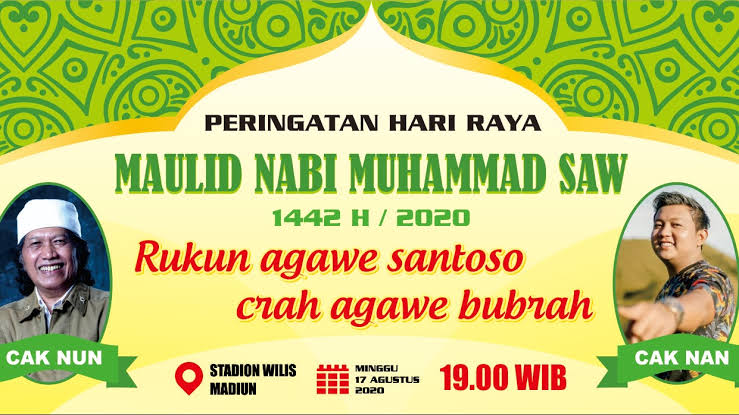 PERINGATAN HARI RAYA
MAULID NABI MUHAMMAD SAW
1442 H / 2020
Rukun agawe santoso
crah agawe bubrah
CAK NUN
CAK NAN
STADION WILIS
MADIUN
MINGGU
17 AGUSTUS
2020
19.00 WIB